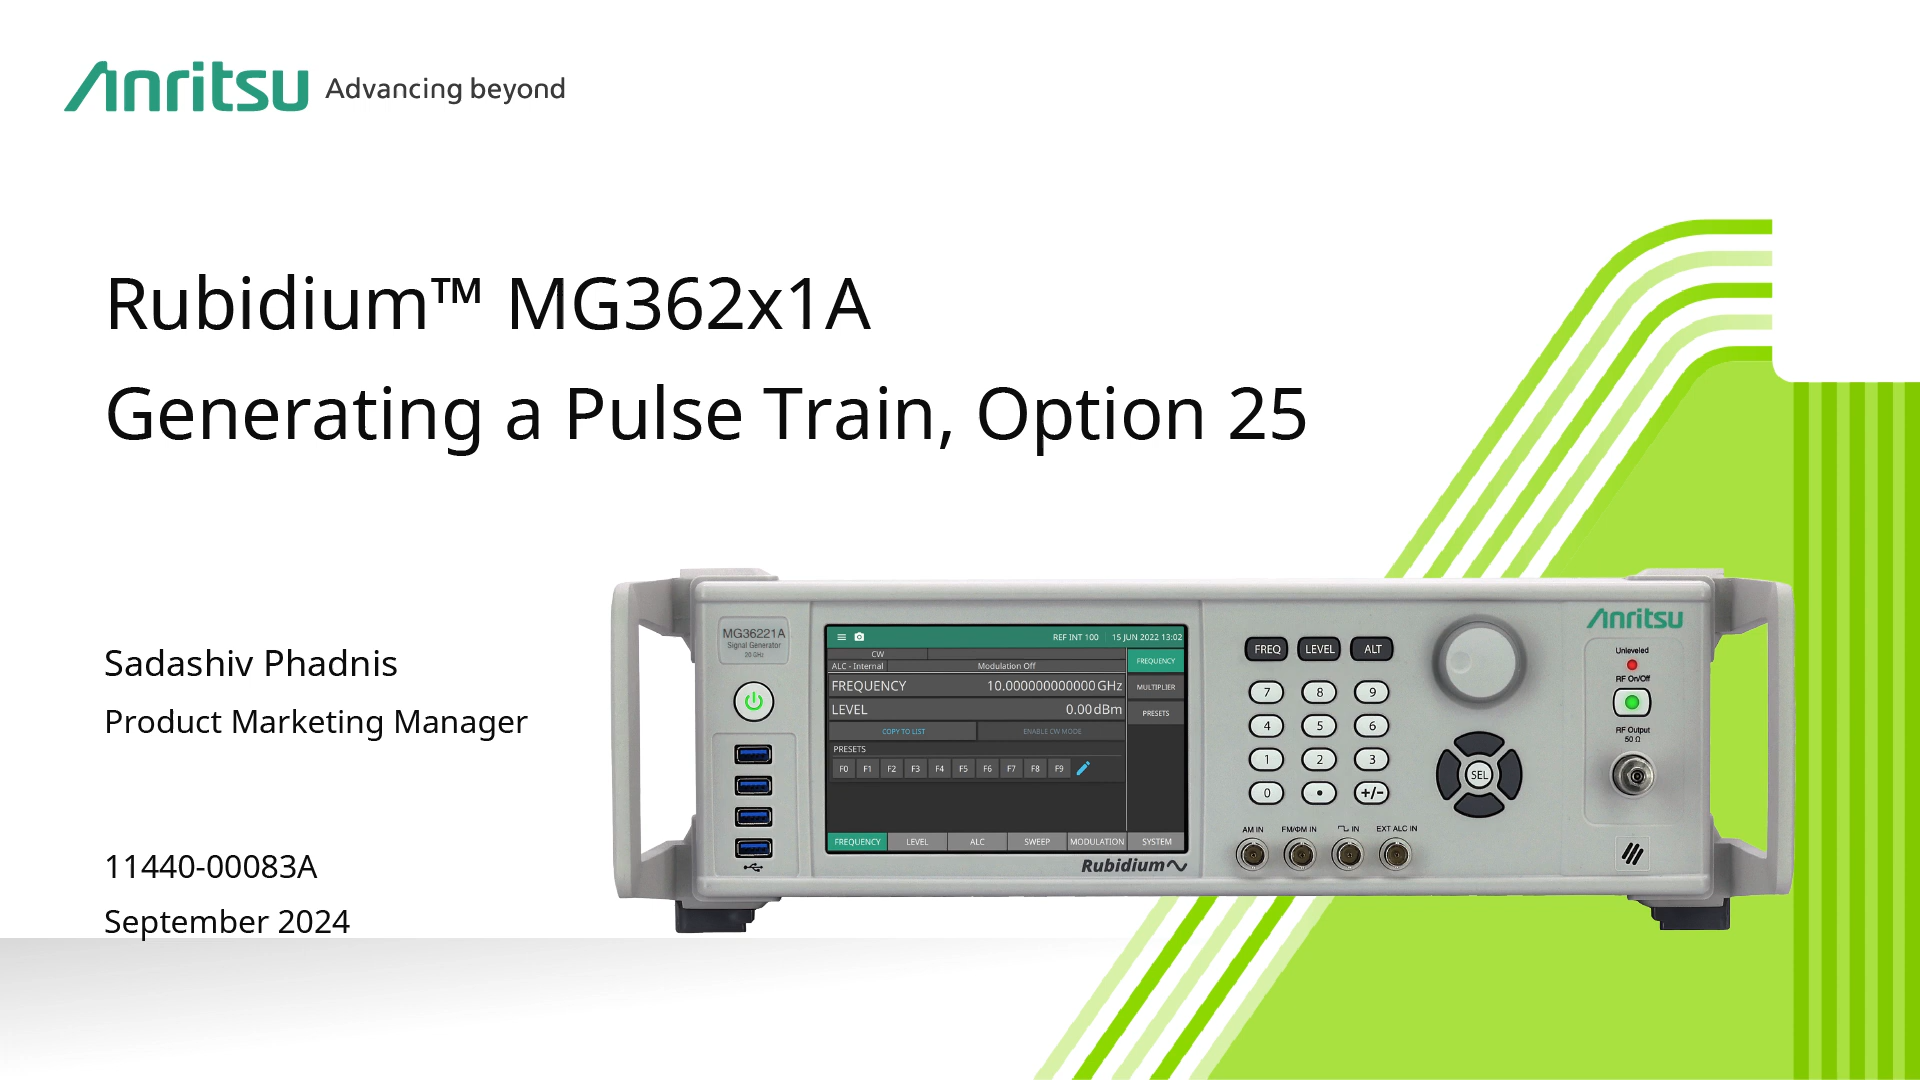 Anritsu Advancing beyond
Rubidium™ MG362x1A
Generating a Pulse Train, Option 25
Sadashiv Phadnis
Product Marketing Manager
11440-00083A
September 2024
MG36221A
Signal Generator
20 GHz
REF INT 100 15 JUN 2022 13:02
CW
ALC - Internal Modulation Off
FREQUENCY 10.000000000000 GHz
LEVEL 0.00 dBm
COPY TO LIST ENABLE CW MODE
PRESETS
F0 F1 F2 F3 F4 F5 F6 F7 F8 F9
FREQUENCY
MULTIPLIER
PRESETS
FREQUENCY LEVEL ALC SWEEP MODULATION SYSTEM
Rubidium
FREQ LEVEL ALT
7 8 9
4 5 6
1 2 3
0 • +/-
SEL
AM IN FM/ΦM IN IN EXT ALC IN
Anritsu
Unleveled
RF On/Off
RF Output
50 Ω